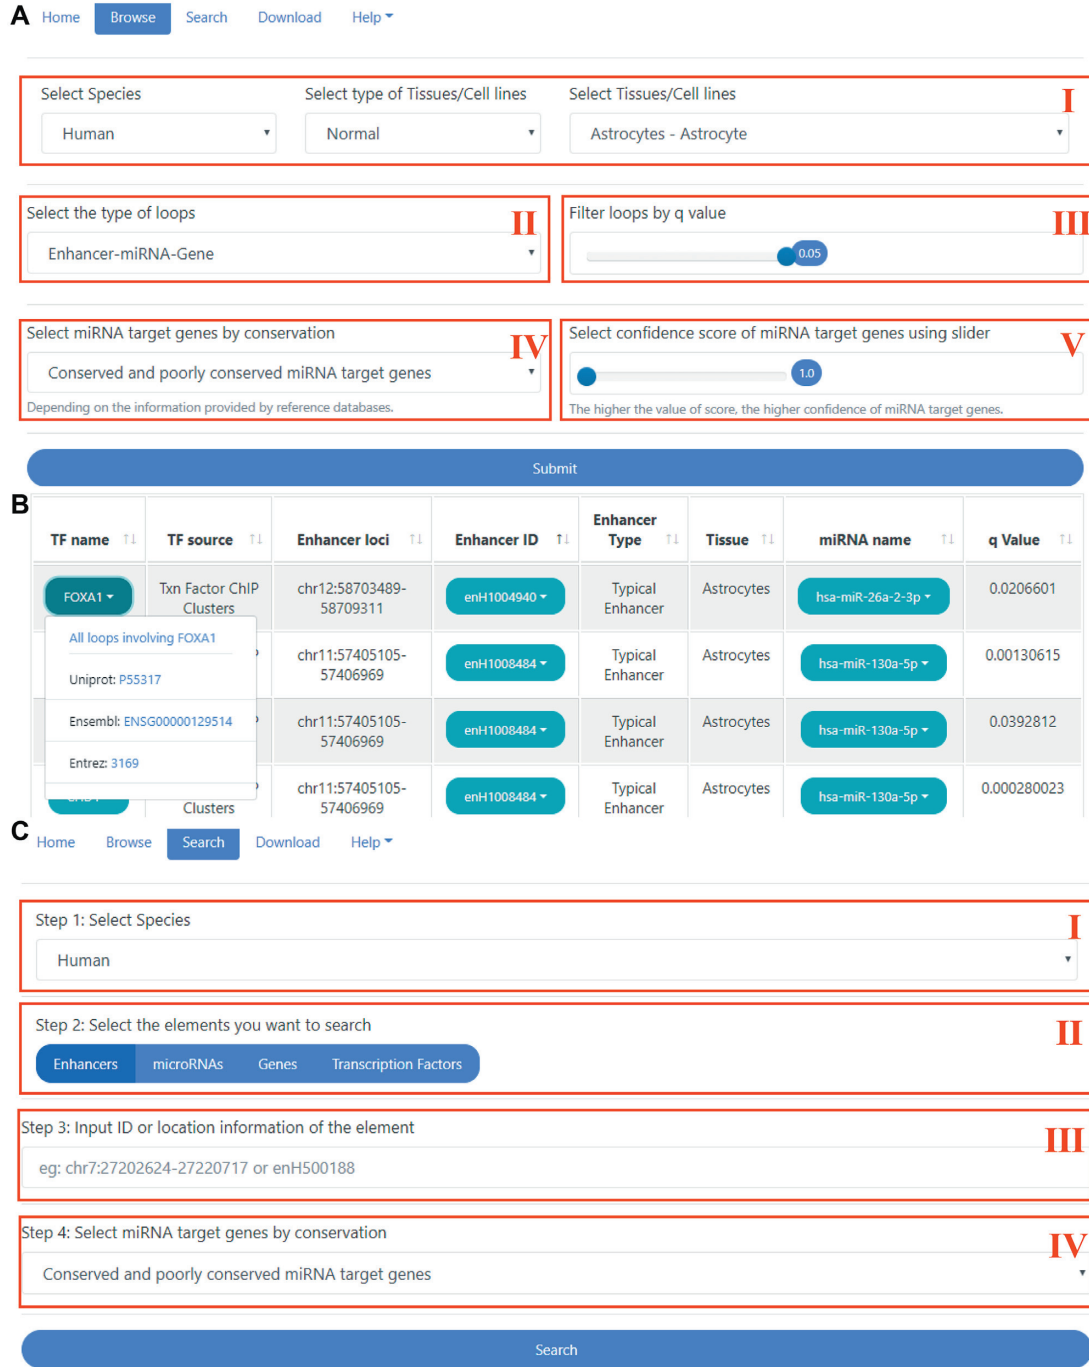 A Home Browse Search Download Help
Select Species Select type of Tissues/Cell lines Select Tissues/Cell lines I
Human Normal Astrocytes - Astrocyte
Select the type of loops II Filter loops by q value III
Enhancer-miRNA-Gene 0.05
Select miRNA target genes by conservation IV Select confidence score of miRNA target genes using slider V
Conserved and poorly conserved miRNA target genes 1.0
Depending on the information provided by reference databases. The higher the value of score, the higher confidence of miRNA target genes.
Submit
B
TF name TF source Enhancer loci Enhancer ID Enhancer Type Tissue miRNA name q Value
FOXA1 Txn Factor ChIP Clusters chr12:58703489-58709311 enH1004940 Typical Enhancer Astrocytes hsa-miR-26a-2-3p 0.0206601
All loops involving FOXA1
Uniprot: P55317
chr11:57405105-57406969 enH1008484 Typical Enhancer Astrocytes hsa-miR-130a-5p 0.00130615
Ensembl: ENSG00000129514
Entrez: 3169
chr11:57405105-57406969 enH1008484 Typical Enhancer Astrocytes hsa-miR-130a-5p 0.0392812
Clusters chr11:57405105-57406969 enH1008484 Typical Enhancer Astrocytes hsa-miR-130a-5p 0.000280023
C Home Browse Search Download Help
Step 1: Select Species I
Human
Step 2: Select the elements you want to search II
Enhancers microRNAs Genes Transcription Factors
Step 3: Input ID or location information of the element III
eg: chr7:27202624-27220717 or enH500188
Step 4: Select miRNA target genes by conservation IV
Conserved and poorly conserved miRNA target genes
Search